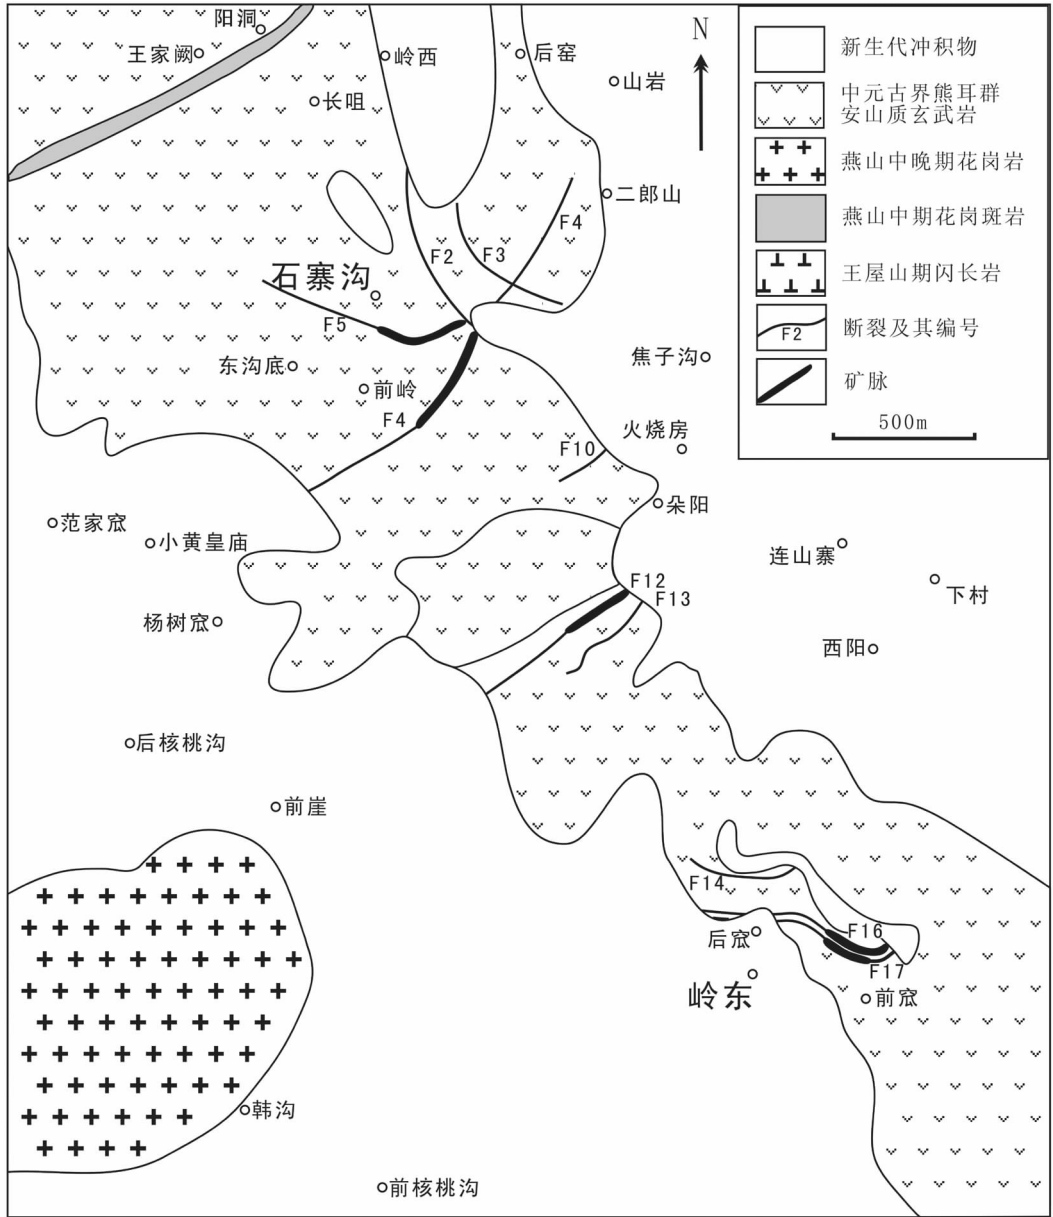 阳洞
王家阙
岭西
后窑
山岩
长咀
二郎山
F4
F2
F3
石寨沟
F5
东沟底
前岭
F4
焦子沟
火烧房
F10
朵阳
范家窊
小黄皇庙
连山寨
下村
F12
F13
杨树窊
西阳
后核桃沟
前崖
F14
后窊
F16
F17
岭东
前窊
韩沟
前核桃沟
N
新生代冲积物
中元古界熊耳群
安山质玄武岩
燕山中晚期花岗岩
燕山中期花岗斑岩
王屋山期闪长岩
F2
断裂及其编号
矿脉
500m